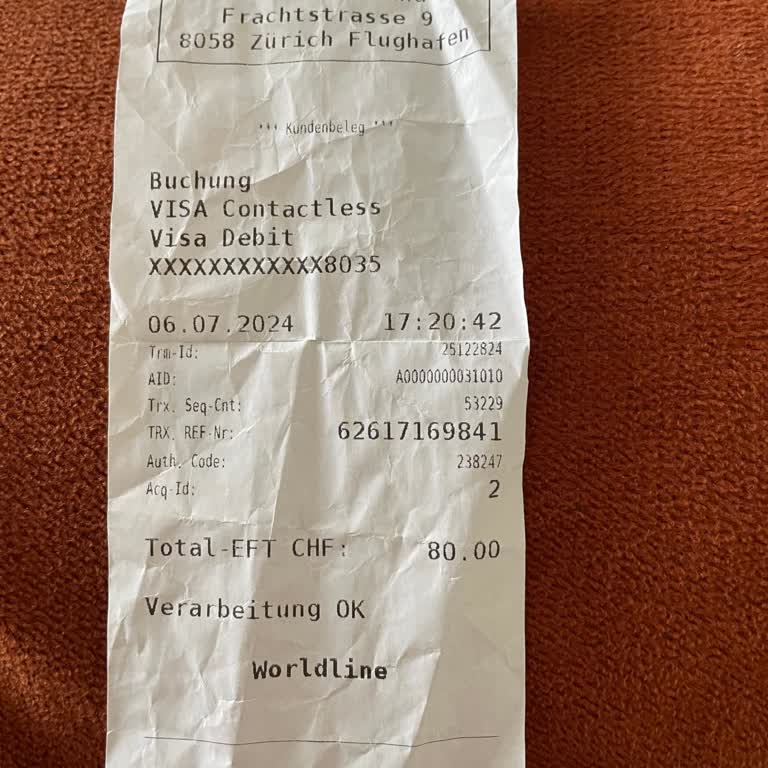 Frachtstrasse 9
8058 Zürich Flughafen
*** Kundenbeleg ***
Buchung
VISA Contactless
Visa Debit
XXXXXXXXXXXX8035
06.07.2024 17:20:42
Trm-Id: 25122824
AID: A0000000031010
Trx. Seq-Cnt: 53229
TRX. REF-Nr: 62617169841
Auth. Code: 238247
Acq-Id: 2
Total-EFT CHF: 80.00
Verarbeitung OK
Worldline